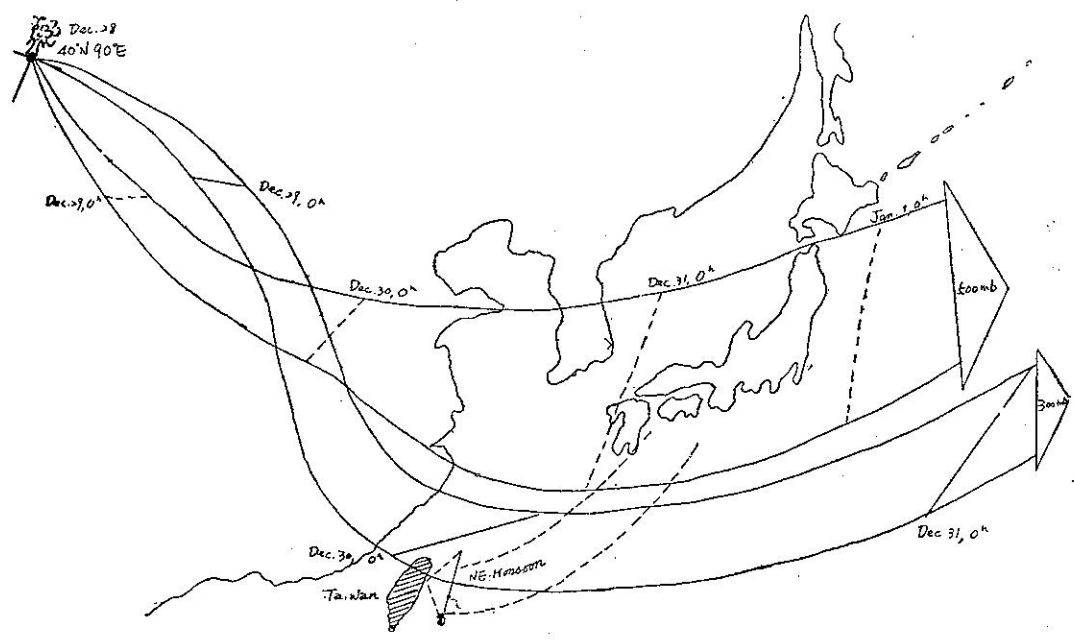 Dec. 28
40°N 90°E
Dec. 29, 0h
Dec. 29, 0h
Dec. 30, 0h
Dec. 31, 0h
Jan. 1, 0h
500mb
300mb
Dec 31, 0h
Dec. 30, 0h
NE. Monsoon
Taiwan